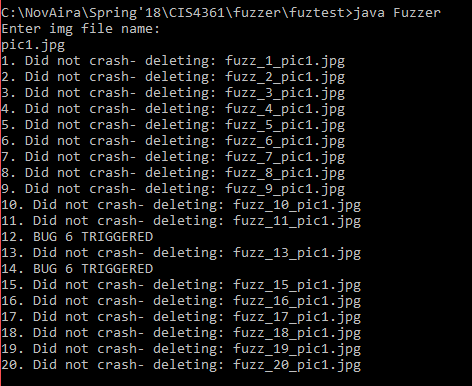 C:\NovAira\Spring'18\CIS4361\fuzzer\fuztest>java Fuzzer
Enter img file name:
pic1.jpg
1. Did not crash- deleting: fuzz_1_pic1.jpg
2. Did not crash- deleting: fuzz_2_pic1.jpg
3. Did not crash- deleting: fuzz_3_pic1.jpg
4. Did not crash- deleting: fuzz_4_pic1.jpg
5. Did not crash- deleting: fuzz_5_pic1.jpg
6. Did not crash- deleting: fuzz_6_pic1.jpg
7. Did not crash- deleting: fuzz_7_pic1.jpg
8. Did not crash- deleting: fuzz_8_pic1.jpg
9. Did not crash- deleting: fuzz_9_pic1.jpg
10. Did not crash- deleting: fuzz_10_pic1.jpg
11. Did not crash- deleting: fuzz_11_pic1.jpg
12. BUG 6 TRIGGERED
13. Did not crash- deleting: fuzz_13_pic1.jpg
14. BUG 6 TRIGGERED
15. Did not crash- deleting: fuzz_15_pic1.jpg
16. Did not crash- deleting: fuzz_16_pic1.jpg
17. Did not crash- deleting: fuzz_17_pic1.jpg
18. Did not crash- deleting: fuzz_18_pic1.jpg
19. Did not crash- deleting: fuzz_19_pic1.jpg
20. Did not crash- deleting: fuzz_20_pic1.jpg